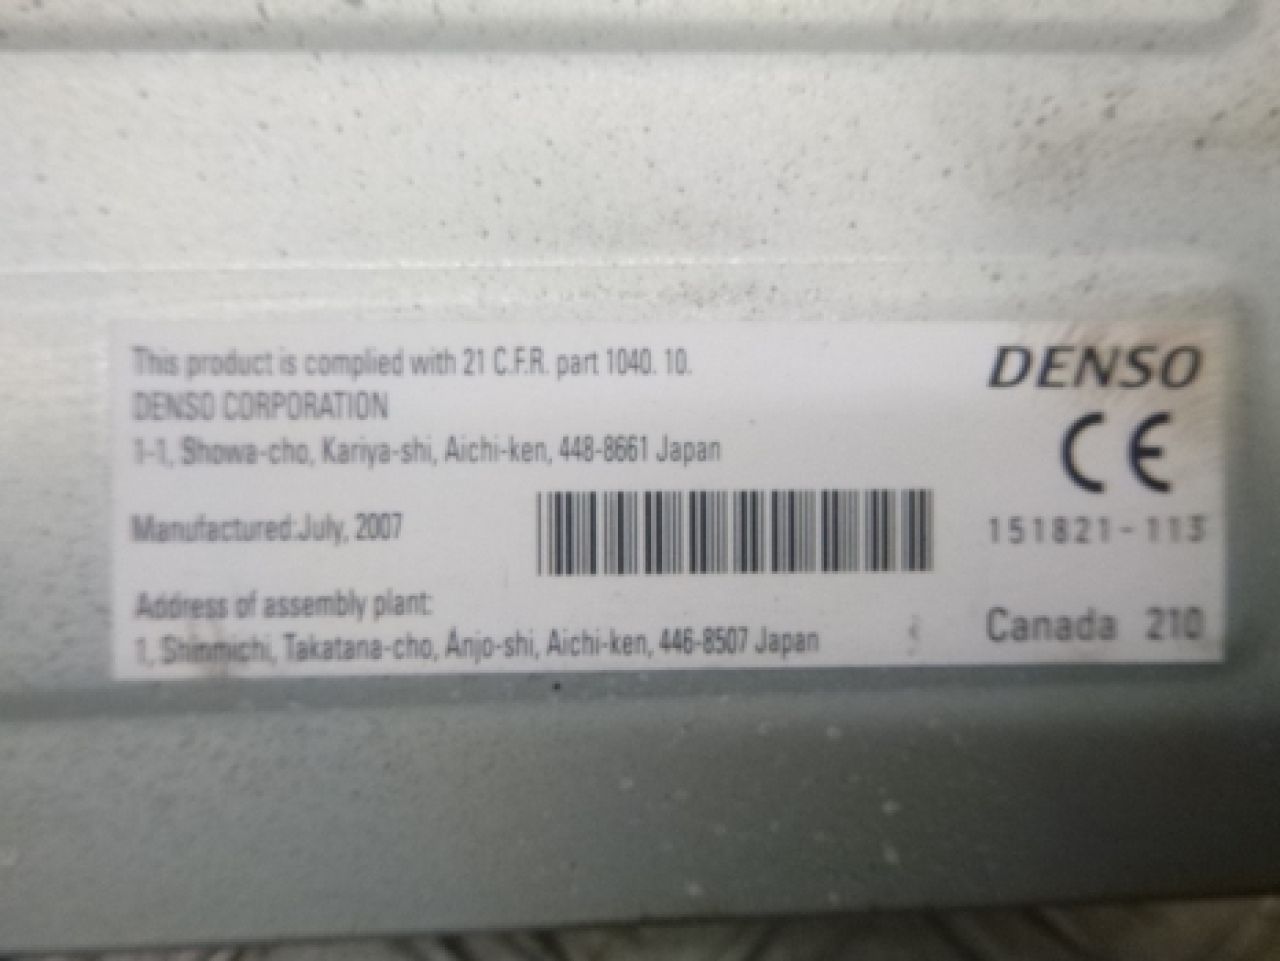 This product is complied with 21 C.F.R. part 1040. 10.
DENSO CORPORATION
1-1, Showa-cho, Kariya-shi, Aichi-ken, 448-8661 Japan
Manufactured:July, 2007
Address of assembly plant:
1, Shinmichi, Takatana-cho, Anjo-shi, Aichi-ken, 446-8507 Japan
DENSO
CE
151821-113
Canada 210